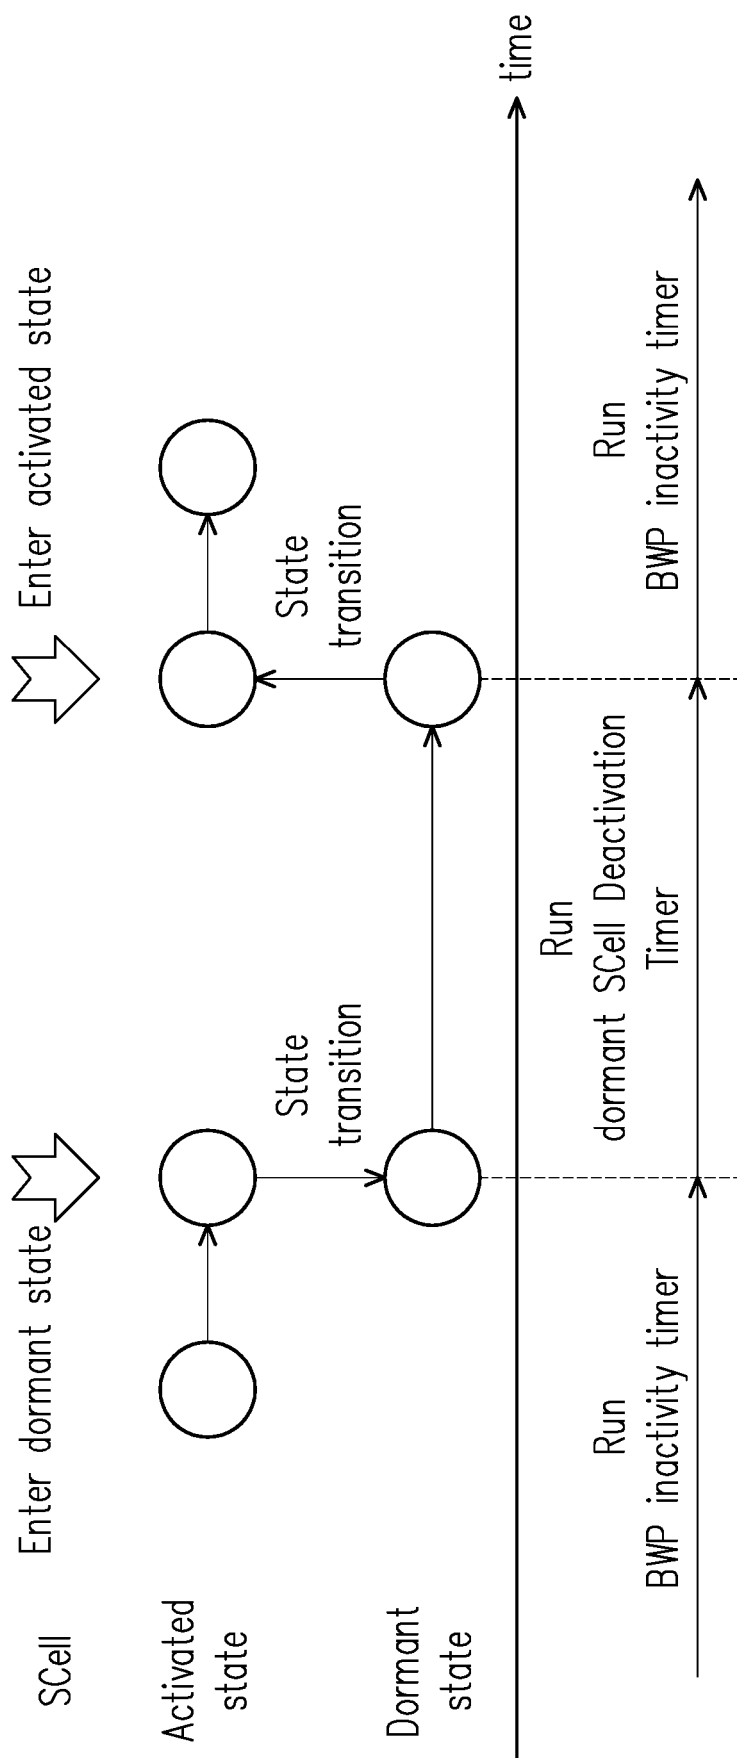 SCell
Enter dormant state
Enter activated state
Activated
state
State
transition
State
transition
Dormant
state
time
Run
BWP inactivity timer
Run
dormant SCell Deactivation
Timer
Run
BWP inactivity timer